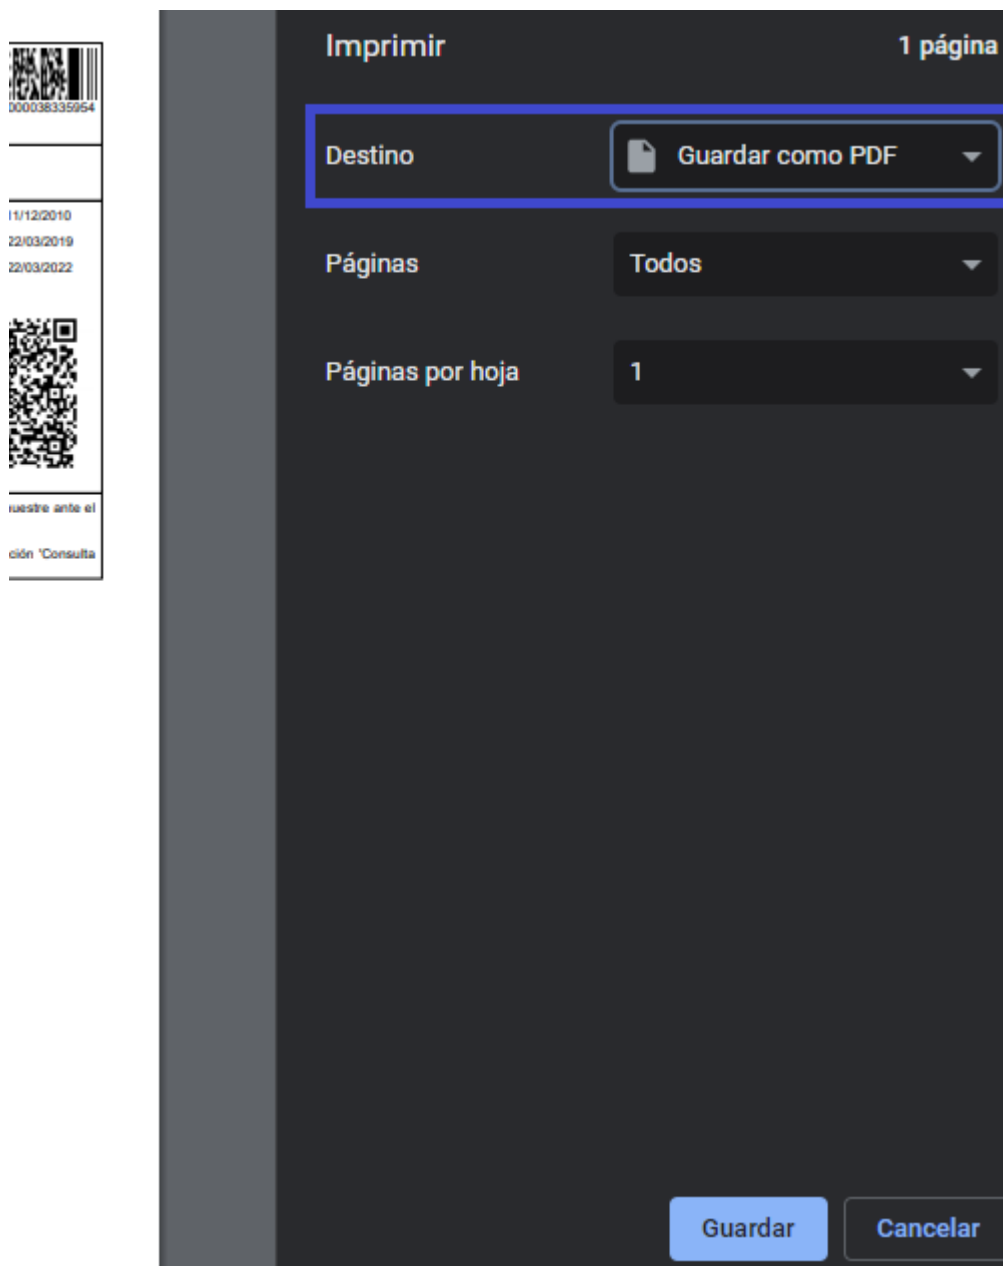 000038335954
11/12/2010
22/03/2019
22/03/2022
uestre ante el
ción "Consulta
Imprimir
1 página
Destino
Guardar como PDF
Páginas
Todos
Páginas por hoja
1
Guardar
Cancelar